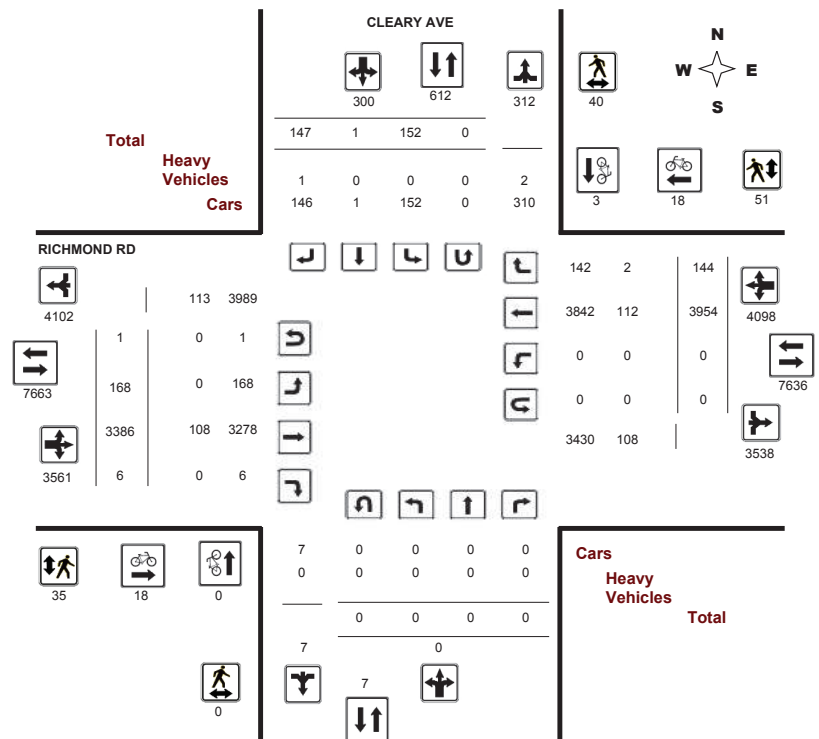 CLEARY AVE
N
W E
S
300 612 312 40
147 1 152 0
Total
Heavy
Vehicles
1 0 0 0 2
Cars
146 1 152 0 310
3 18 51
RICHMOND RD
4102
113 3989
1 0 1
7663
168 0 168
3386 108 3278
3561
6 0 6
142 2 144
3842 112 3954
4098
0 0 0
7636
0 0 0
3430 108
3538
35 18 0
0
7 0 0 0 0
0 0 0 0 0
0 0 0 0
7 0
7
Cars
Heavy
Vehicles
Total